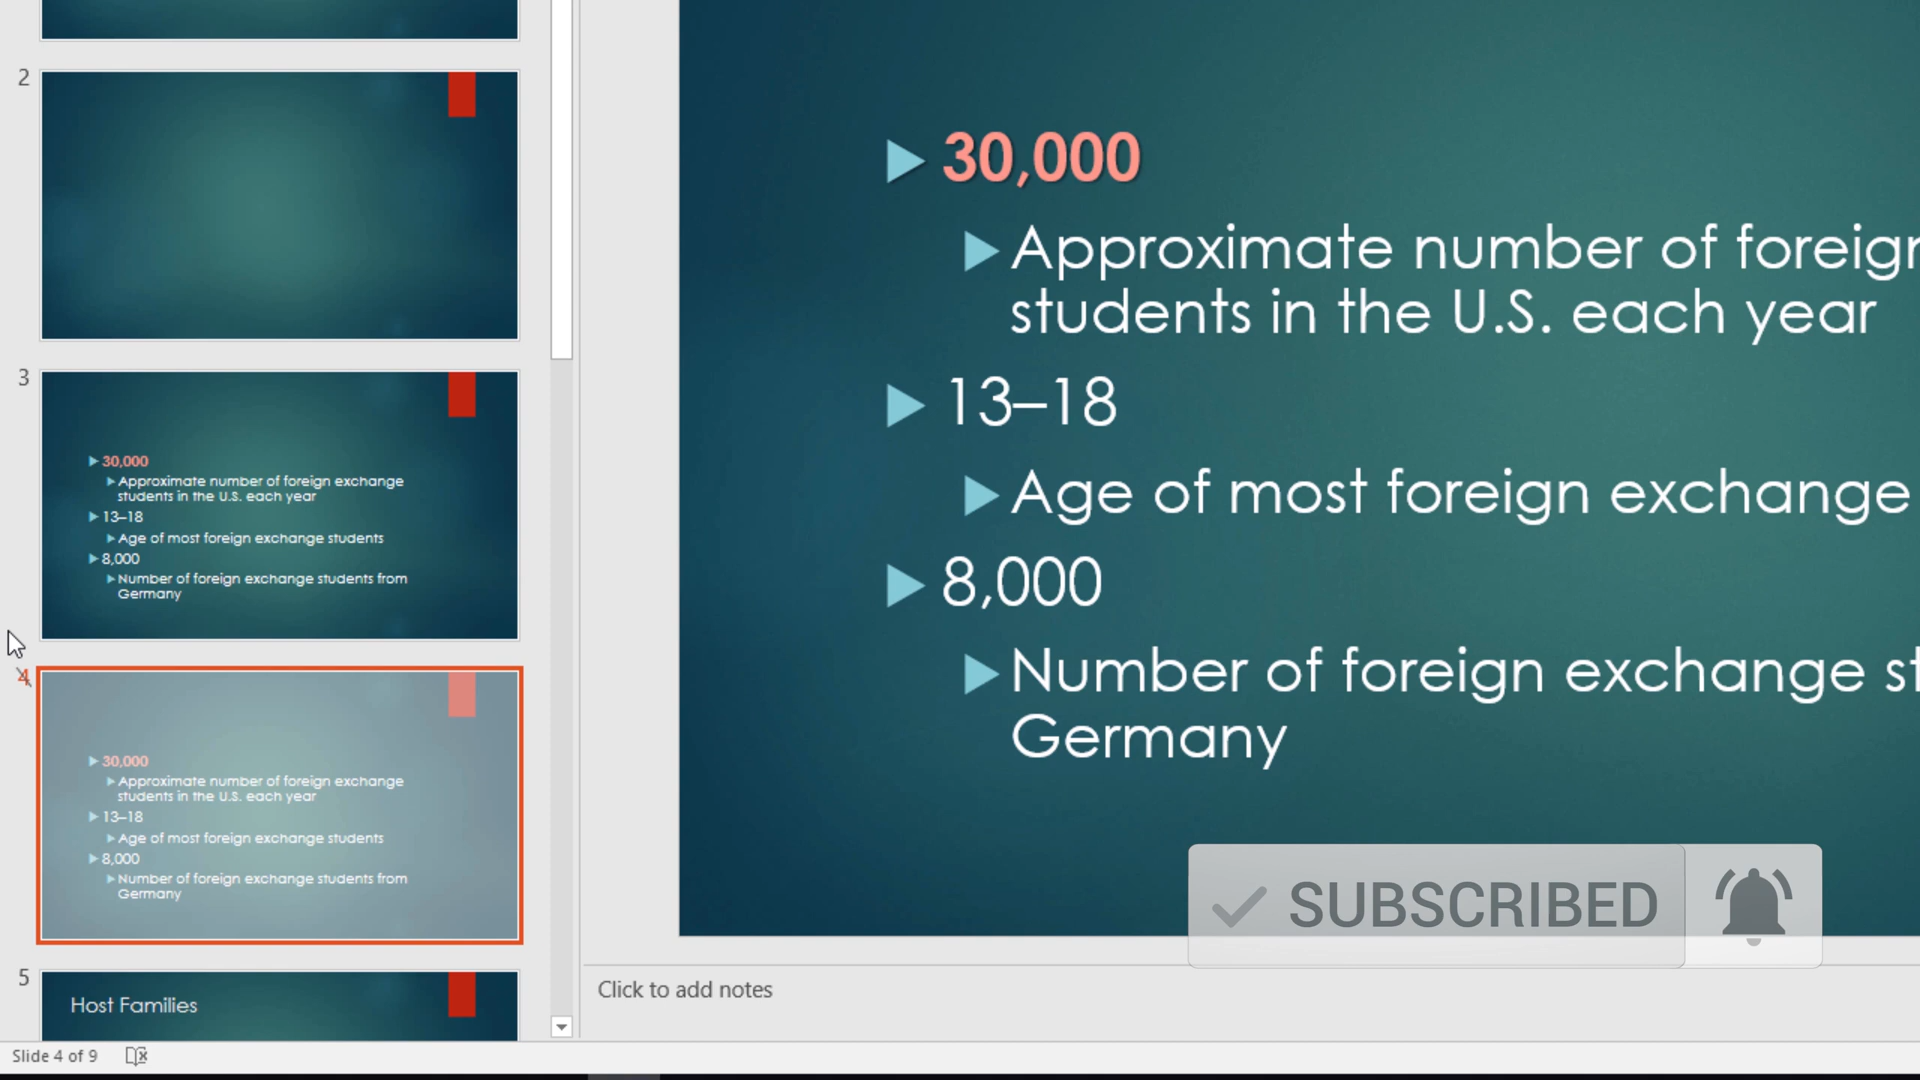 2
3
▶ 30,000
▶ Approximate number of foreign exchange
students in the U.S. each year
▶ 13–18
▶ Age of most foreign exchange students
▶ 8,000
▶ Number of foreign exchange students from
Germany
4
▶ 30,000
▶ Approximate number of foreign exchange
students in the U.S. each year
▶ 13–18
▶ Age of most foreign exchange students
▶ 8,000
▶ Number of foreign exchange students from
Germany
5
Host Families
▶ 30,000
▶ Approximate number of foreign
students in the U.S. each year
▶ 13–18
▶ Age of most foreign exchange
▶ 8,000
▶ Number of foreign exchange st
Germany
SUBSCRIBED
Click to add notes
Slide 4 of 9